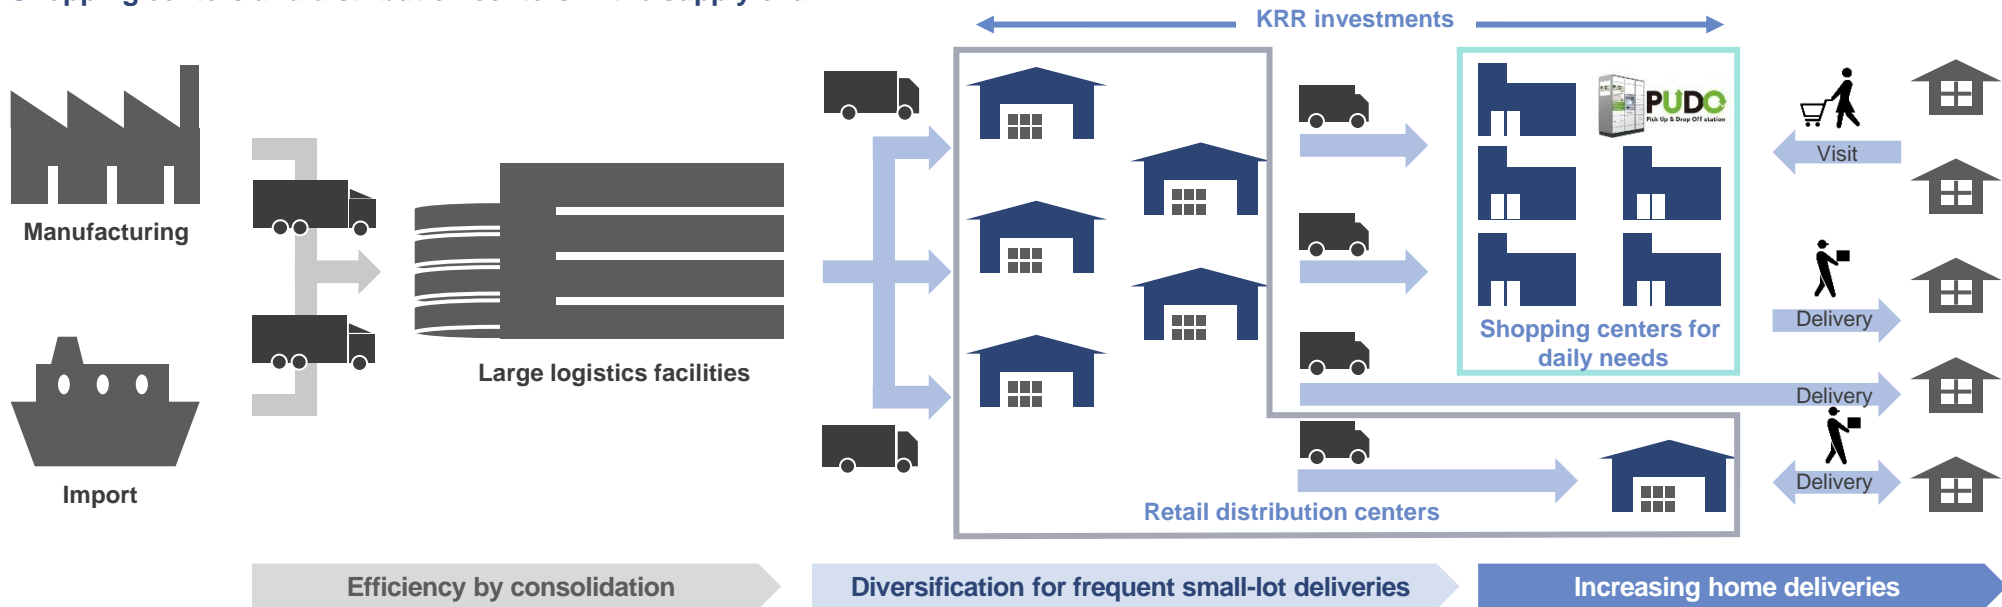 KRR investments
PUDO
Pick Up & Drop Off station
Visit
Manufacturing
Delivery
Shopping centers for
daily needs
Large logistics facilities
Delivery
Import
Delivery
Retail distribution centers
Efficiency by consolidation
Diversification for frequent small-lot deliveries
Increasing home deliveries